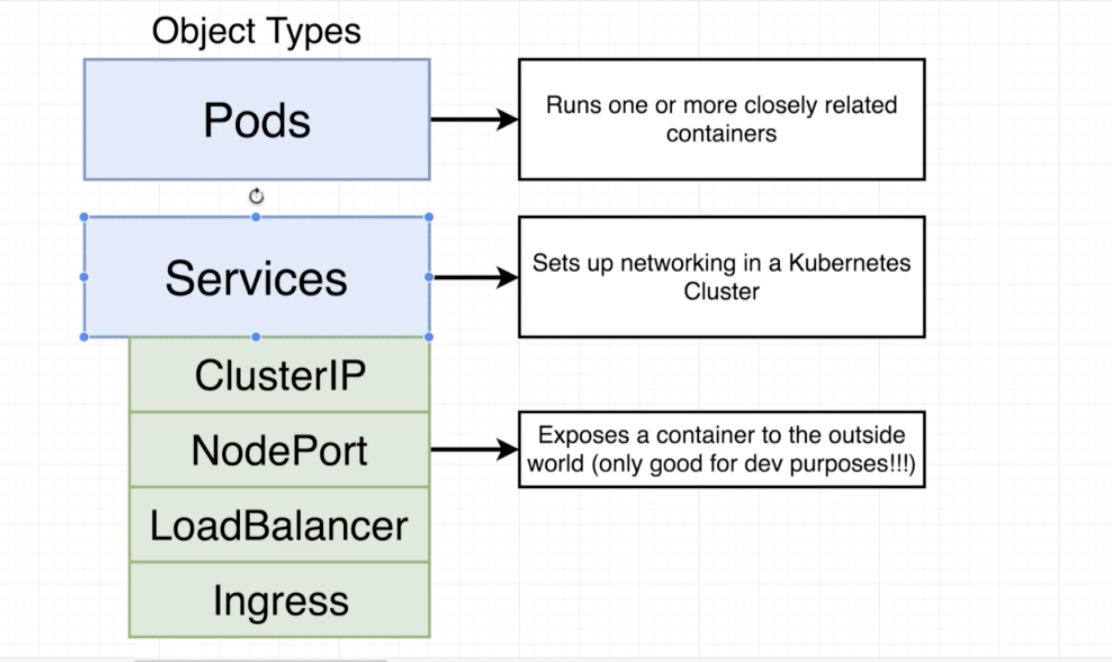 Object Types
Pods
Runs one or more closely related
containers
Services
Sets up networking in a Kubernetes
Cluster
ClusterIP
NodePort
Exposes a container to the outside
world (only good for dev purposes!!!)
LoadBalancer
Ingress